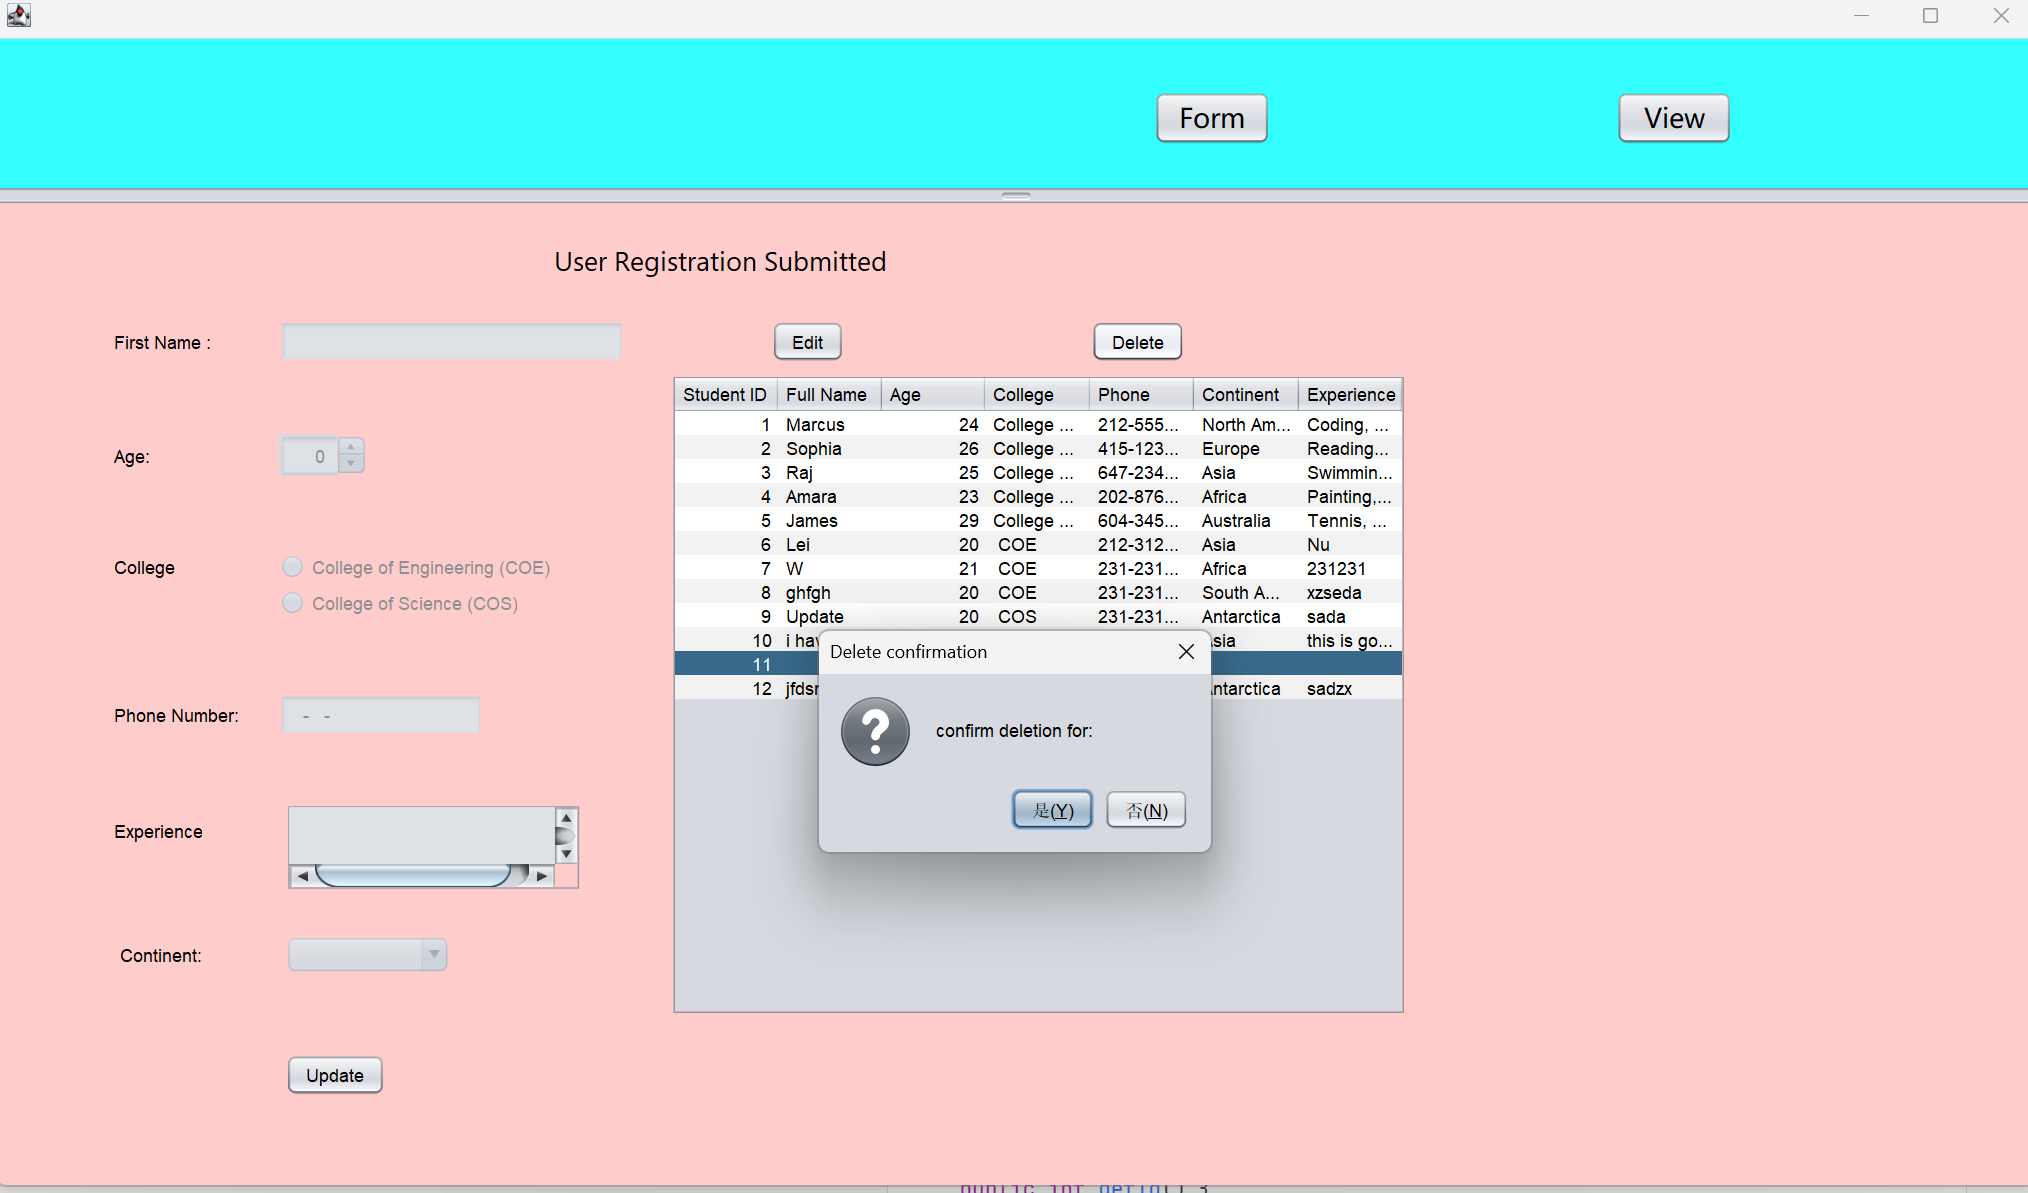 Form
View
User Registration Submitted
First Name :
Edit
Delete
Student ID Full Name Age College Phone Continent Experience
1 Marcus 24 College ... 212-555... North Am... Coding, ...
2 Sophia 26 College ... 415-123... Europe Reading...
3 Raj 25 College ... 647-234... Asia Swimmin...
4 Amara 23 College ... 202-876... Africa Painting,...
5 James 29 College ... 604-345... Australia Tennis, ...
6 Lei 20 COE 212-312... Asia Nu
7 W 21 COE 231-231... Africa 231231
8 ghfgh 20 COE 231-231... South A... xzseda
9 Update 20 COS 231-231... Antarctica sada
10 i hav sia this is go...
11
12 jfdsr ntarctica sadzx
Delete confirmation
confirm deletion for:
是(Y)
否(N)
Age:
0
College
College of Engineering (COE)
College of Science (COS)
Phone Number:
- -
Experience
Continent:
Update
public int getId() {